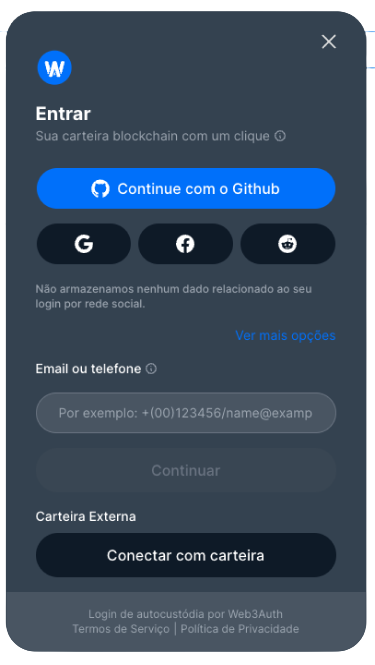 W
Entrar
Sua carteira blockchain com um clique
Continue com o Github
G
Não armazenamos nenhum dado relacionado ao seu
login por rede social.
Ver mais opções
Email ou telefone
Por exemplo: +(00)123456/name@examp
Continuar
Carteira Externa
Conectar com carteira
Login de autocustódia por Web3Auth
Termos de Serviço | Política de Privacidade